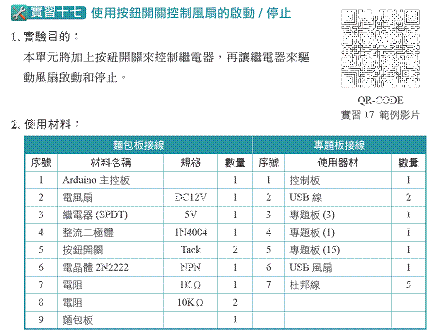 實習十七 使用按鈕開關控制風扇的啟動 / 停止
1. 實驗目的：
本單元將加上按鈕開關來控制繼電器，再讓繼電器來驅
動風扇啟動和停止。
QR-CODE
實習 17 範例影片
2. 使用材料：
麵包板接線 專題板接線
序號 材料名稱 規格 數量 序號 使用器材 數量
1 Arduino 主控板 1 1 控制板 1
2 電風扇 DC12V 1 2 USB 線 2
3 繼電器 (SPDT) 5V 1 3 專題板 (3) 1
4 整流二極體 1N4004 1 4 專題板 (1) 1
5 按鈕開關 Tack 2 5 專題板 (15) 1
6 電晶體 2N2222 NPN 1 6 USB 風扇 1
7 電阻 1KΩ 1 7 杜邦線 5
8 電阻 10KΩ 2
9 麵包板 1